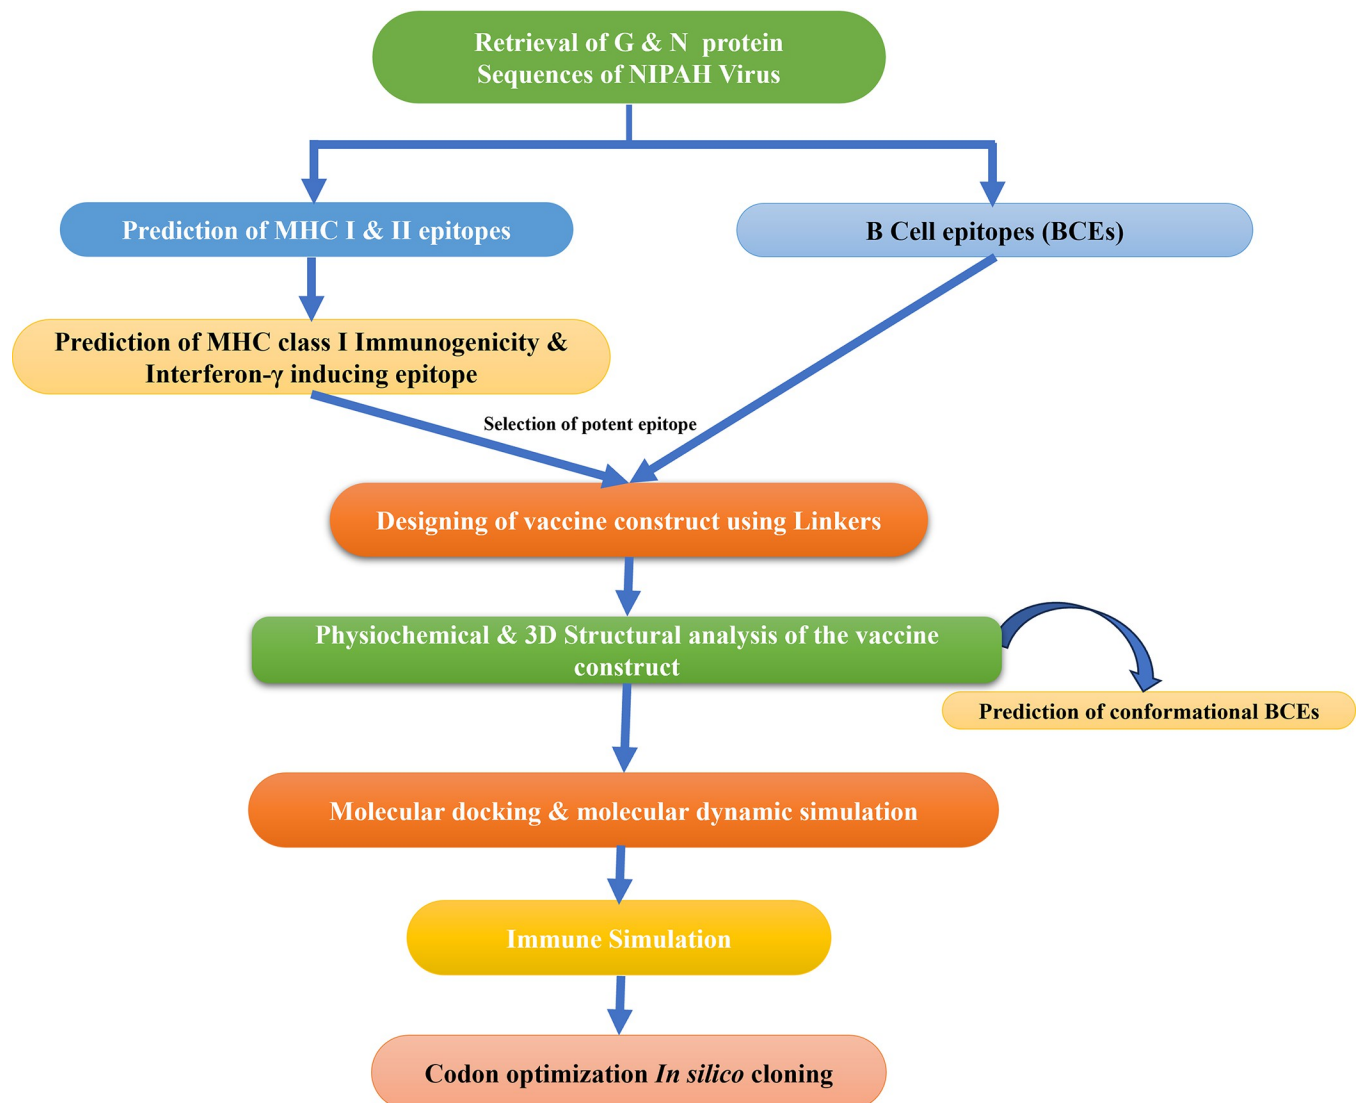 Retrieval of G & N protein
Sequences of NIPAH Virus
Prediction of MHC I & II epitopes
B Cell epitopes (BCEs)
Prediction of MHC class I Immunogenicity &
Interferon-γ inducing epitope
Selection of potent epitope
Designing of vaccine construct using Linkers
Physiochemical & 3D Structural analysis of the vaccine
construct
Prediction of conformational BCEs
Molecular docking & molecular dynamic simulation
Immune Simulation
Codon optimization In silico cloning